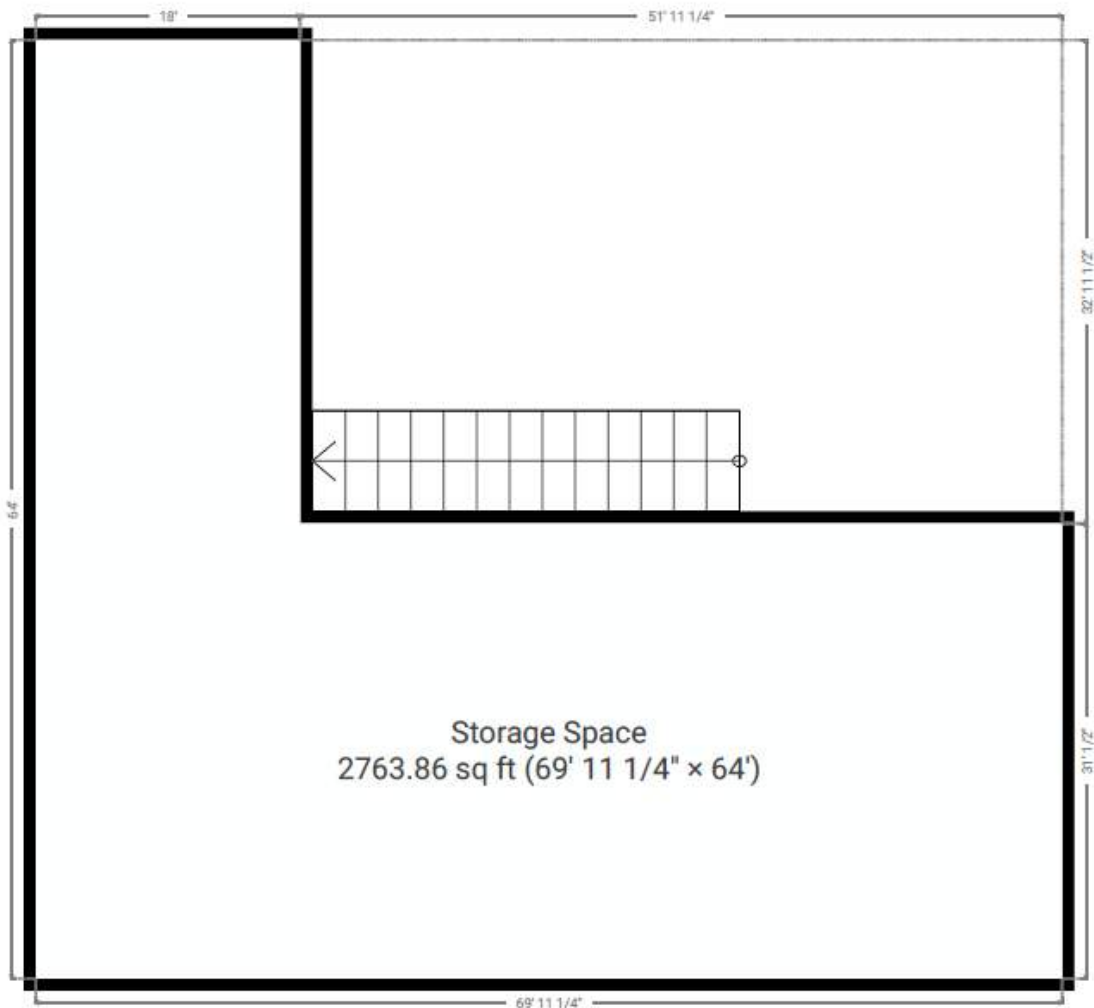 18'
51' 11 1/4"
32' 11 1/2"
64'
Storage Space
2763.86 sq ft (69' 11 1/4" × 64')
31' 1/2"
69' 11 1/4"